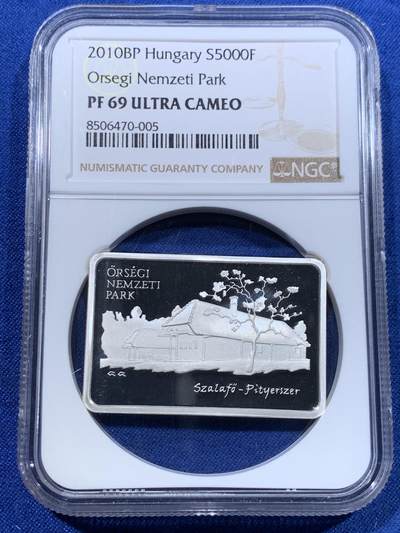 2010BP Hungary S5000F
Orsegi Nemzeti Park
PF 69 ULTRA CAMEO
8506470-005
NUMISMATIC GUARANTY COMPANY NGC
ŐRSÉGI
NEMZETI
PARK
Szalafő - Pityerszer